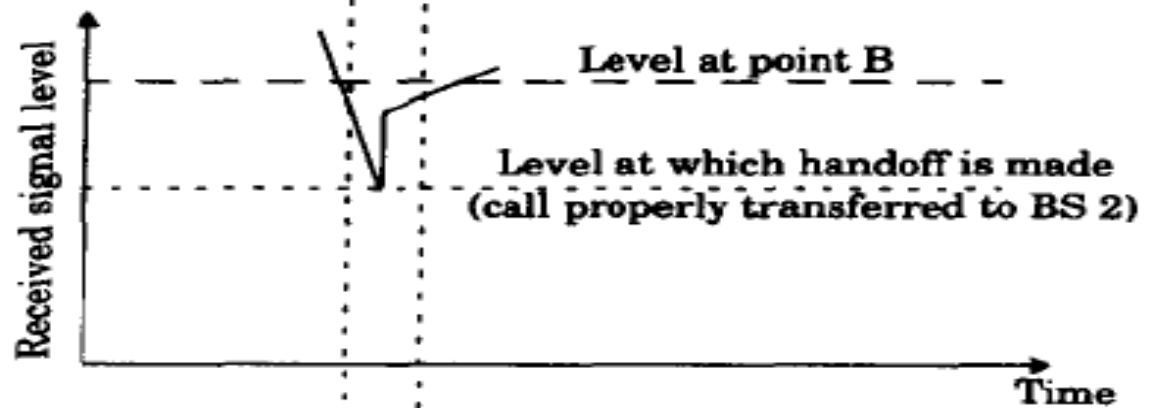 Received signal level
Level at point B
Level at which handoff is made
(call properly transferred to BS 2)
Time